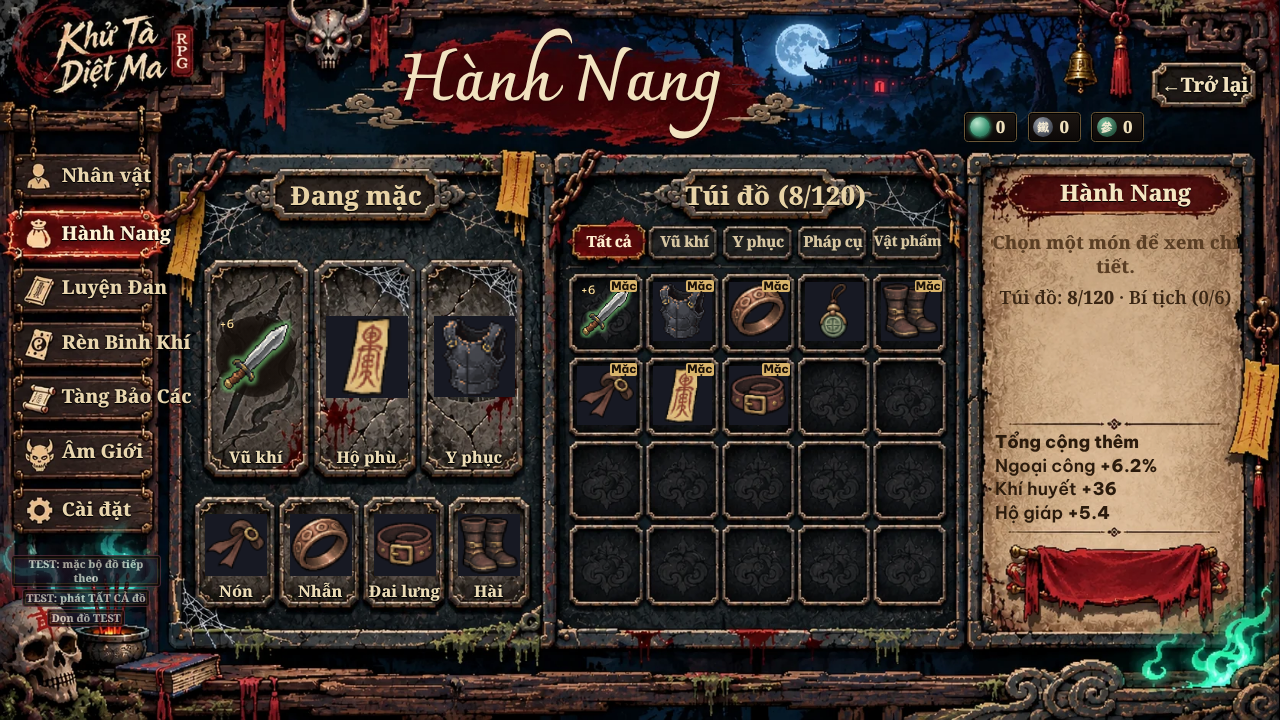 Khử Tà
Diệt Ma
RPG
Hành Nang
←Trở lại
0
鐵 0
參 0
Nhân vật
Hành Nang
Luyện Đan
Rèn Binh Khí
Tàng Bảo Các
Âm Giới
Cài đặt
TEST: mặc bộ đồ tiếp
theo
TEST: phát TẤT CẢ đồ
Dọn đồ TEST
Đang mặc
+6
Vũ khí
Hộ phù
Y phục
Nón
Nhẫn
Đai lưng
Hài
Túi đồ (8/120)
Tất cả
Vũ khí
Y phục
Pháp cụ
Vật phẩm
+6
Mặc
Mặc
Mặc
Mặc
Mặc
Mặc
Mặc
Hành Nang
Chọn một món để xem chi
tiết.
Túi đồ: 8/120 · Bí tịch (0/6)
Tổng cộng thêm
Ngoại công +6.2%
Khí huyết +36
Hộ giáp +5.4